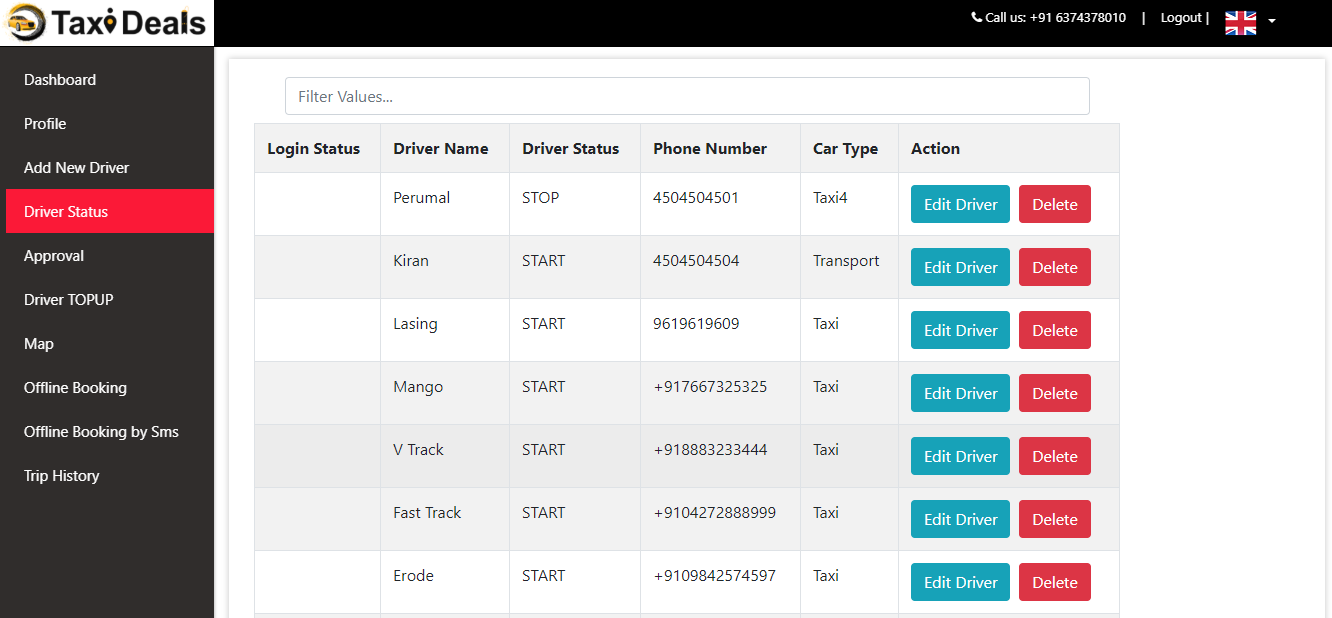 Taxi Deals
Call us: +91 6374378010 | Logout |
Dashboard
Profile
Add New Driver
Driver Status
Approval
Driver TOPUP
Map
Offline Booking
Offline Booking by Sms
Trip History
Filter Values...
Login Status Driver Name Driver Status Phone Number Car Type Action
Perumal STOP 4504504501 Taxi4 Edit Driver Delete
Kiran START 4504504504 Transport Edit Driver Delete
Lasing START 9619619609 Taxi Edit Driver Delete
Mango START +917667325325 Taxi Edit Driver Delete
V Track START +918883233444 Taxi Edit Driver Delete
Fast Track START +9104272888999 Taxi Edit Driver Delete
Erode START +9109842574597 Taxi Edit Driver Delete